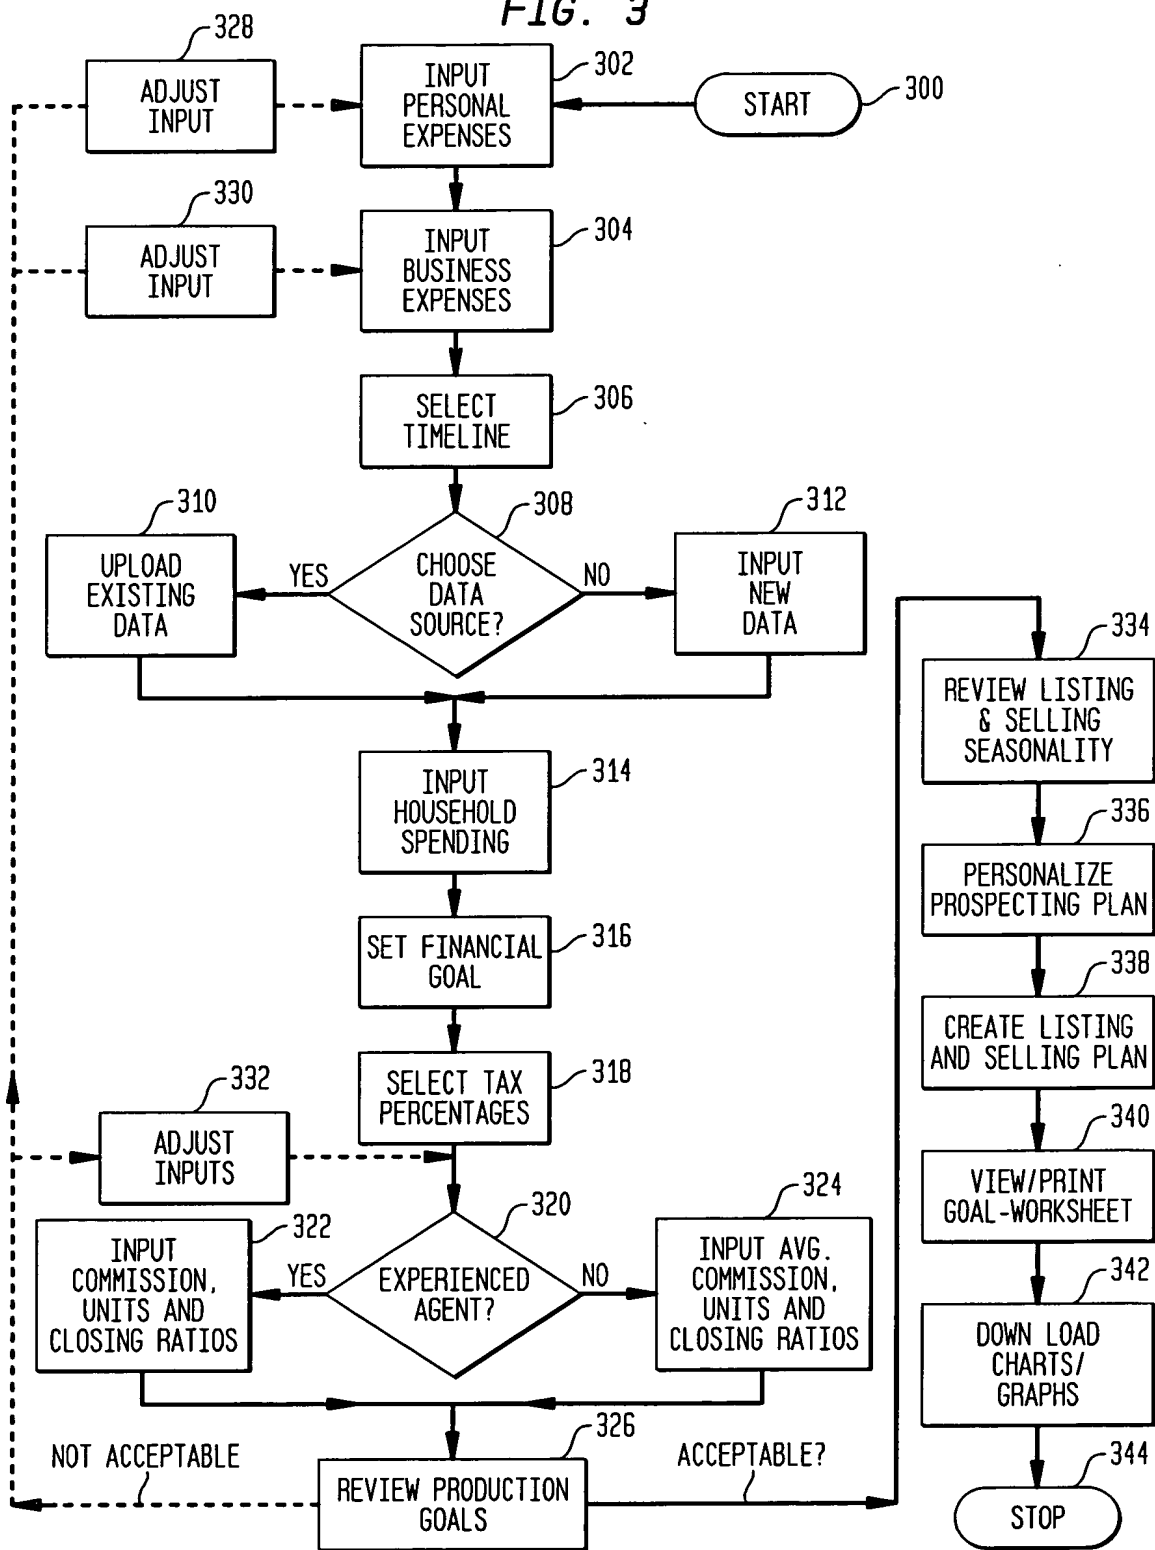 FIG. 3
328
ADJUST
INPUT
302
INPUT
PERSONAL
EXPENSES
START
300
330
ADJUST
INPUT
304
INPUT
BUSINESS
EXPENSES
306
SELECT
TIMELINE
310
UPLOAD
EXISTING
DATA
YES
308
CHOOSE
DATA
SOURCE?
NO
312
INPUT
NEW
DATA
314
INPUT
HOUSEHOLD
SPENDING
316
SET FINANCIAL
GOAL
318
SELECT TAX
PERCENTAGES
332
ADJUST
INPUTS
322
INPUT
COMMISSION,
UNITS AND
CLOSING RATIOS
YES
320
EXPERIENCED
AGENT?
NO
324
INPUT AVG.
COMMISSION,
UNITS AND
CLOSING RATIOS
NOT ACCEPTABLE
326
REVIEW PRODUCTION
GOALS
ACCEPTABLE?
334
REVIEW LISTING
& SELLING
SEASONALITY
336
PERSONALIZE
PROSPECTING PLAN
338
CREATE LISTING
AND SELLING PLAN
340
VIEW/PRINT
GOAL-WORKSHEET
342
DOWN LOAD
CHARTS/
GRAPHS
344
STOP